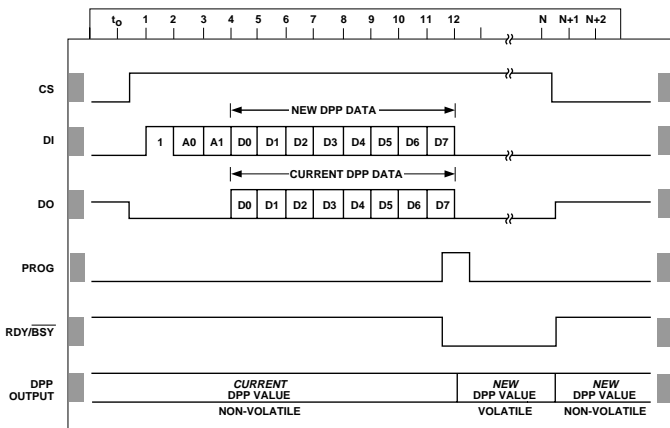 to 1 2 3 4 5 6 7 8 9 10 11 12 N N+1 N+2
CS
NEW DPP DATA
DI 1 A0 A1 D0 D1 D2 D3 D4 D5 D6 D7
CURRENT DPP DATA
DO D0 D1 D2 D3 D4 D5 D6 D7
PROG
RDY/BSY
DPP OUTPUT
CURRENT DPP VALUE
NEW DPP VALUE
NEW DPP VALUE
NON-VOLATILE VOLATILE NON-VOLATILE